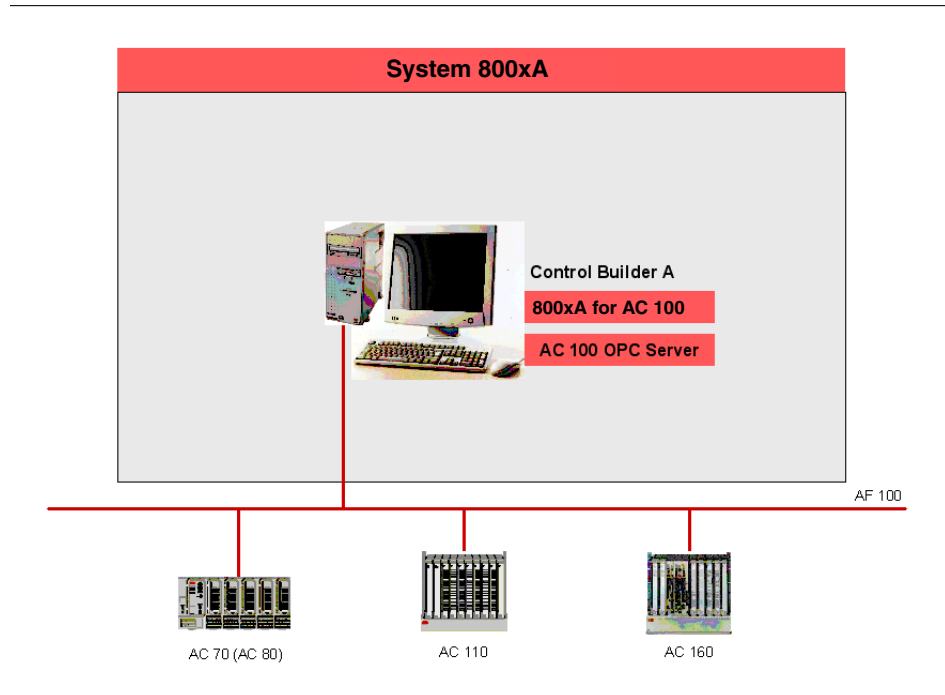 System 800xA
Control Builder A
800xA for AC 100
AC 100 OPC Server
AF 100
AC 70 (AC 80)
AC 110
AC 160